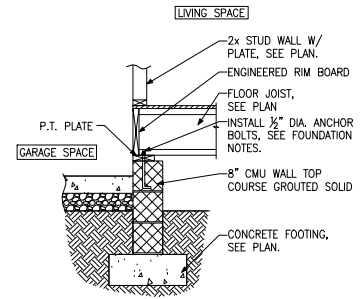 LIVING SPACE
2x STUD WALL W/
PLATE, SEE PLAN.
ENGINEERED RIM BOARD
FLOOR JOIST,
SEE PLAN
INSTALL ½" DIA. ANCHOR
BOLTS, SEE FOUNDATION
NOTES.
P.T. PLATE
GARAGE SPACE
8" CMU WALL TOP
COURSE GROUTED SOLID
CONCRETE FOOTING,
SEE PLAN.